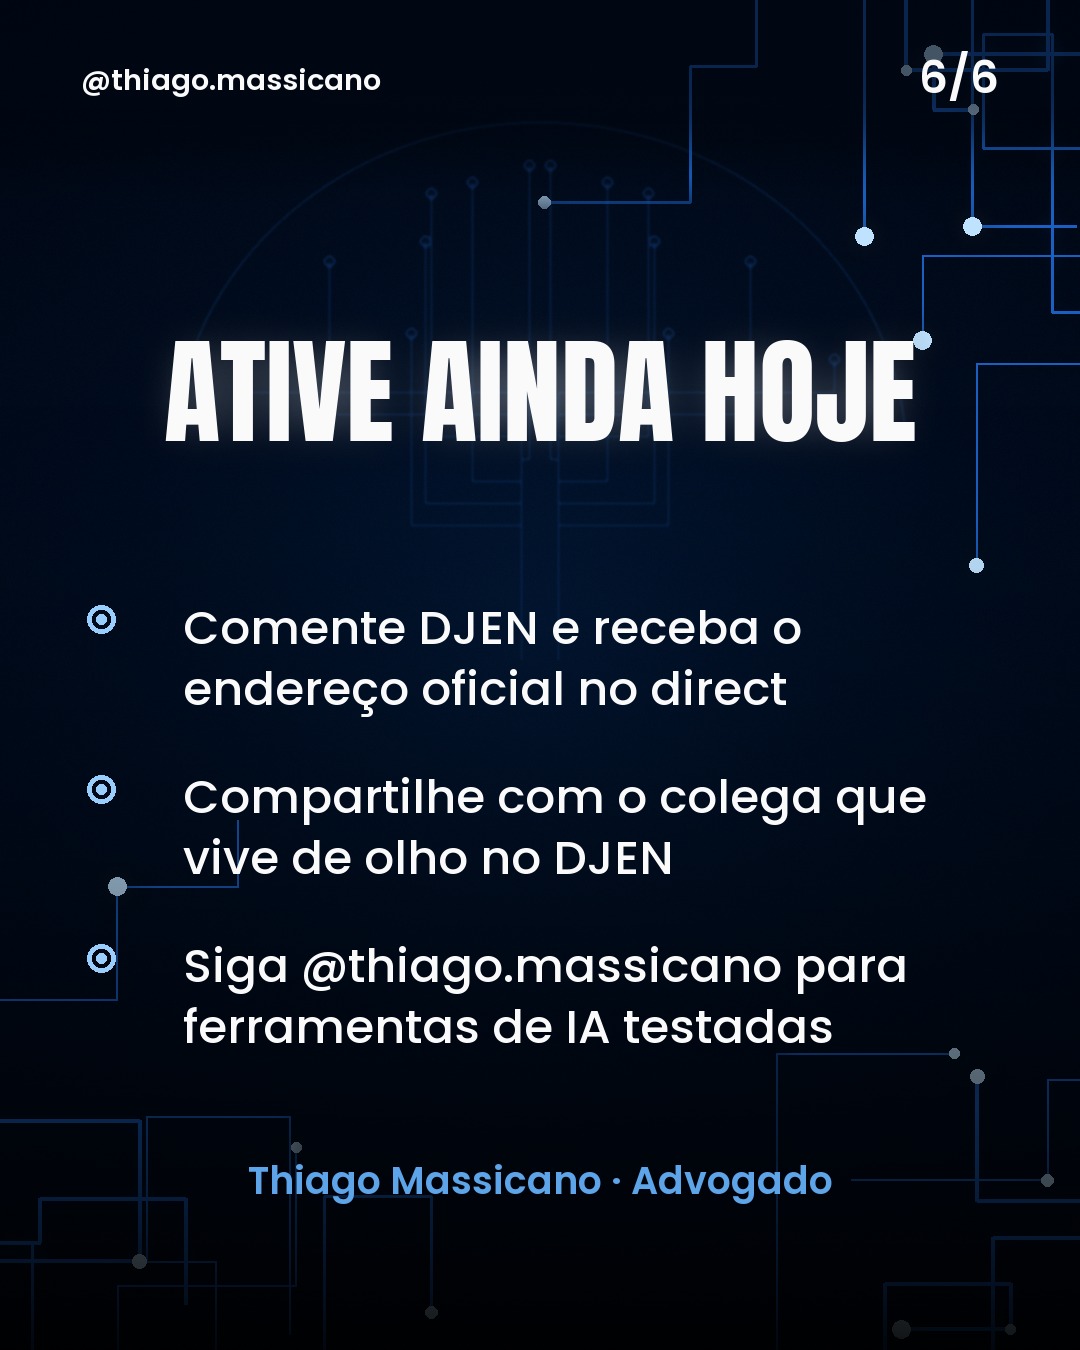 @thiago.massicano
6/6
ATIVE AINDA HOJE
Comente DJEN e receba o
endereço oficial no direct
Compartilhe com o colega que
vive de olho no DJEN
Siga @thiago.massicano para
ferramentas de IA testadas
Thiago Massicano · Advogado